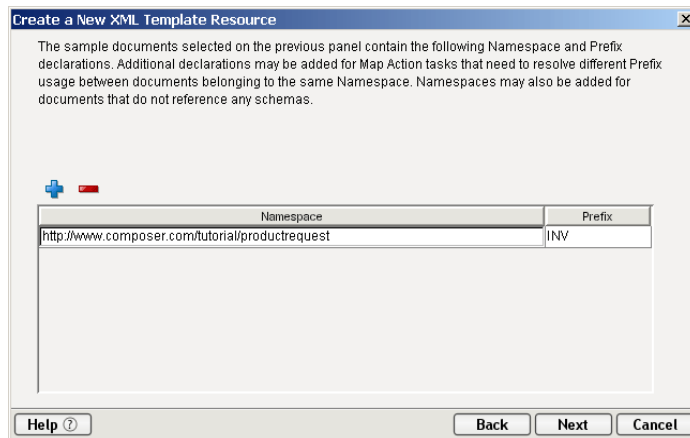 Create a New XML Template Resource
The sample documents selected on the previous panel contain the following Namespace and Prefix
declarations. Additional declarations may be added for Map Action tasks that need to resolve different Prefix
usage between documents belonging to the same Namespace. Namespaces may also be added for
documents that do not reference any schemas.
Namespace Prefix
http://www.composer.com/tutorial/productrequest INV
Help ? Back Next Cancel